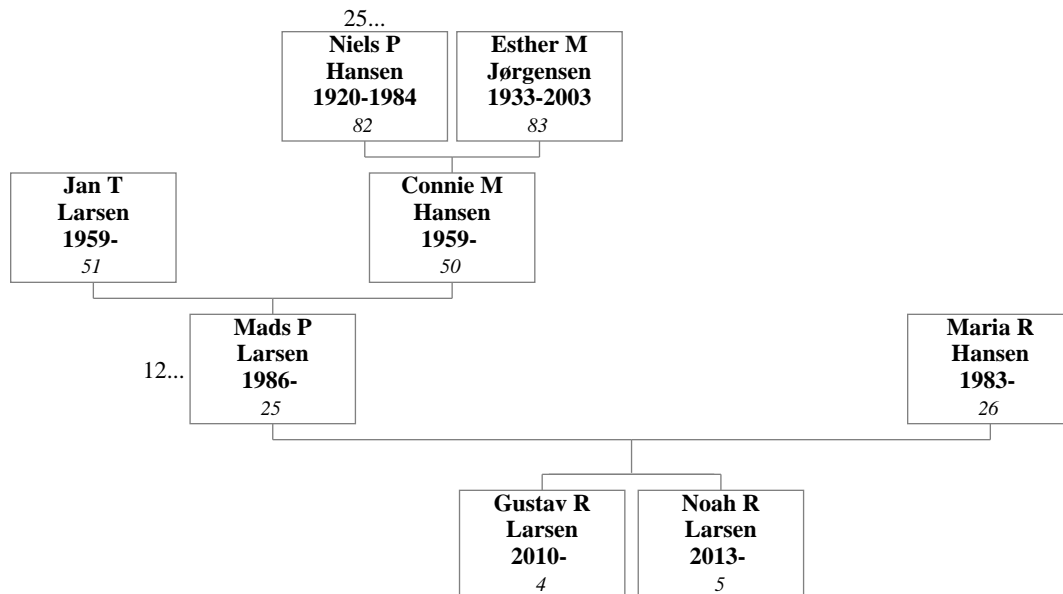 25...
Niels P
Hansen
1920-1984
82
Esther M
Jørgensen
1933-2003
83
Jan T
Larsen
1959-
51
Connie M
Hansen
1959-
50
12...
Mads P
Larsen
1986-
25
Maria R
Hansen
1983-
26
Gustav R
Larsen
2010-
4
Noah R
Larsen
2013-
5